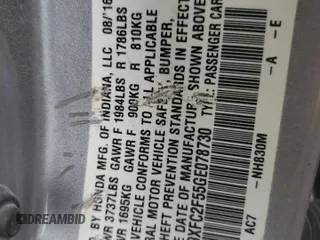 D. BY HONDA MFG. OF INDIANA, LLC 08/'16
WR 3737LBS GAWR F 1984LBS R 1786LBS
WR 1695KG GAWR F 900KG R 810KG
VEHICLE CONFORMS TO ALL APPLICABLE
RAL MOTOR VEHICLE SAFETY, BUMPER,
THEFT PREVENTION STANDARDS IN EFFECT
E DATE OF MANUFACTURE SHOWN ABOVE
XFC2F55GE078730 TYPE: PASSENGER CAR
AC7 NH830M A E
©DREAMBID